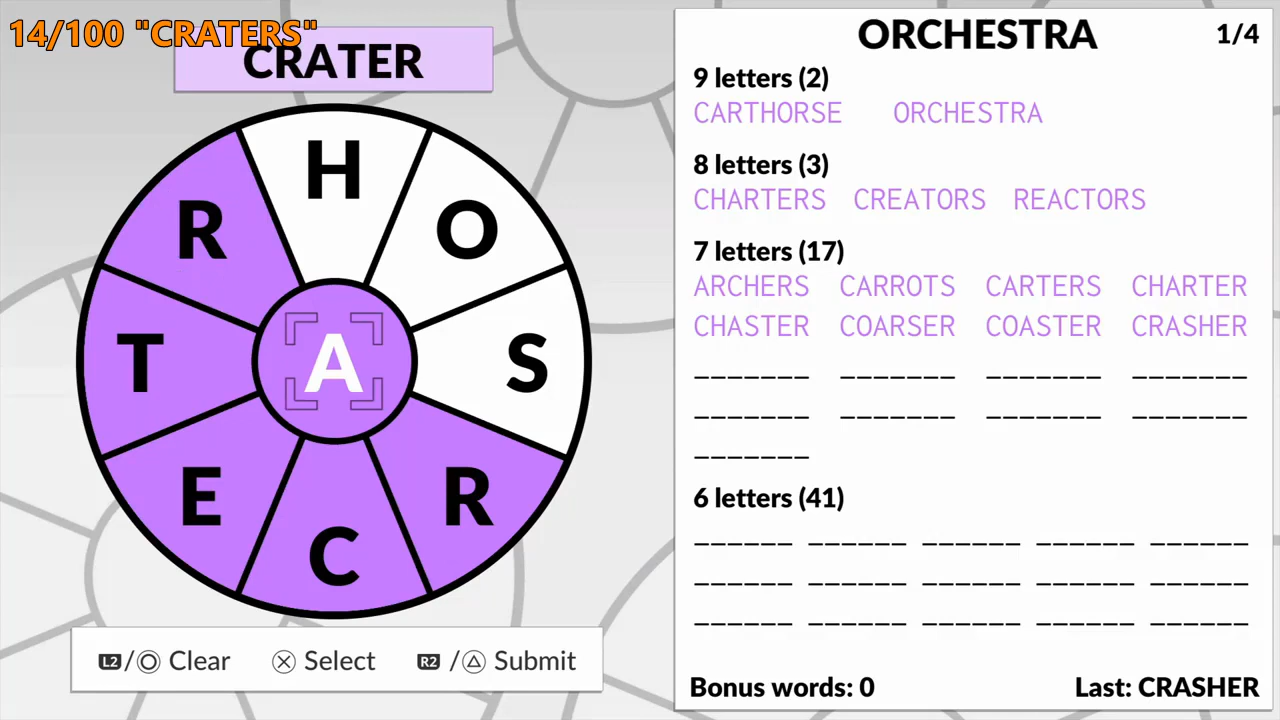 14/100 "CRATERS"
CRATER
H
R
O
T
A
S
E
R
C
L2/◯ Clear
Select
R2/△ Submit
ORCHESTRA
1/4
9 letters (2)
CARTHORSE ORCHESTRA
8 letters (3)
CHARTERS CREATORS REACTORS
7 letters (17)
ARCHERS CARROTS CARTERS CHARTER
CHASTER COARSER COASTER CRASHER
6 letters (41)
Bonus words: 0
Last: CRASHER